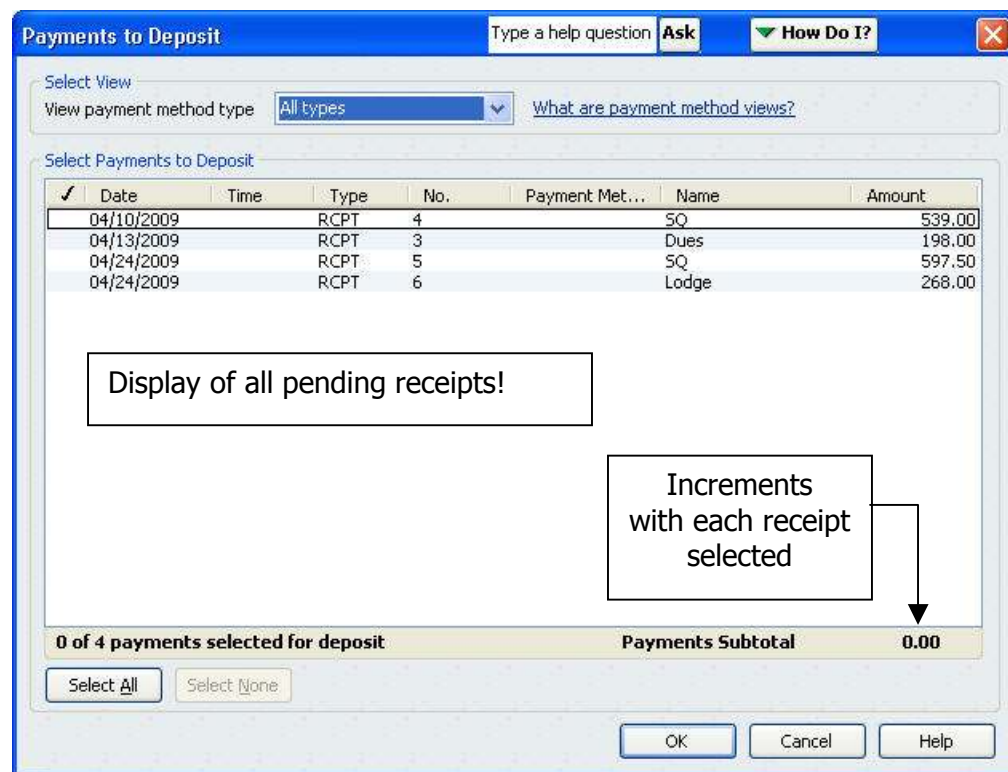 Payments to Deposit Type a help question Ask How Do I?
Select View
View payment method type All types What are payment method views?
Select Payments to Deposit
✓ Date Time Type No. Payment Met... Name Amount
04/10/2009 RCPT 4 SQ 539.00
04/13/2009 RCPT 3 Dues 198.00
04/24/2009 RCPT 5 SQ 597.50
04/24/2009 RCPT 6 Lodge 268.00
Display of all pending receipts!
Increments
with each receipt
selected
0 of 4 payments selected for deposit Payments Subtotal 0.00
Select All Select None
OK Cancel Help